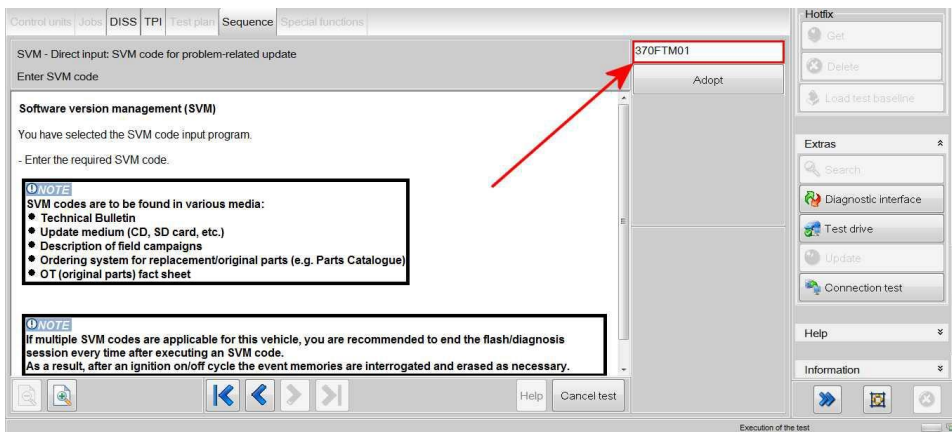 Control units
Jobs
DISS
TPI
Test plan
Sequence
Special functions
SVM - Direct input: SVM code for problem-related update
Enter SVM code
370FTM01
Adopt
Software version management (SVM)
You have selected the SVM code input program.
- Enter the required SVM code.
NOTE
SVM codes are to be found in various media:
● Technical Bulletin
● Update medium (CD, SD card, etc.)
● Description of field campaigns
● Ordering system for replacement/original parts (e.g. Parts Catalogue)
● OT (original parts) fact sheet
NOTE
If multiple SVM codes are applicable for this vehicle, you are recommended to end the flash/diagnosis
session every time after executing an SVM code.
As a result, after an ignition on/off cycle the event memories are interrogated and erased as necessary.
Help
Cancel test
Hotfix
Get
Delete
Load test baseline
Extras
Search
Diagnostic interface
Test drive
Update
Connection test
Help
Information
Execution of the test